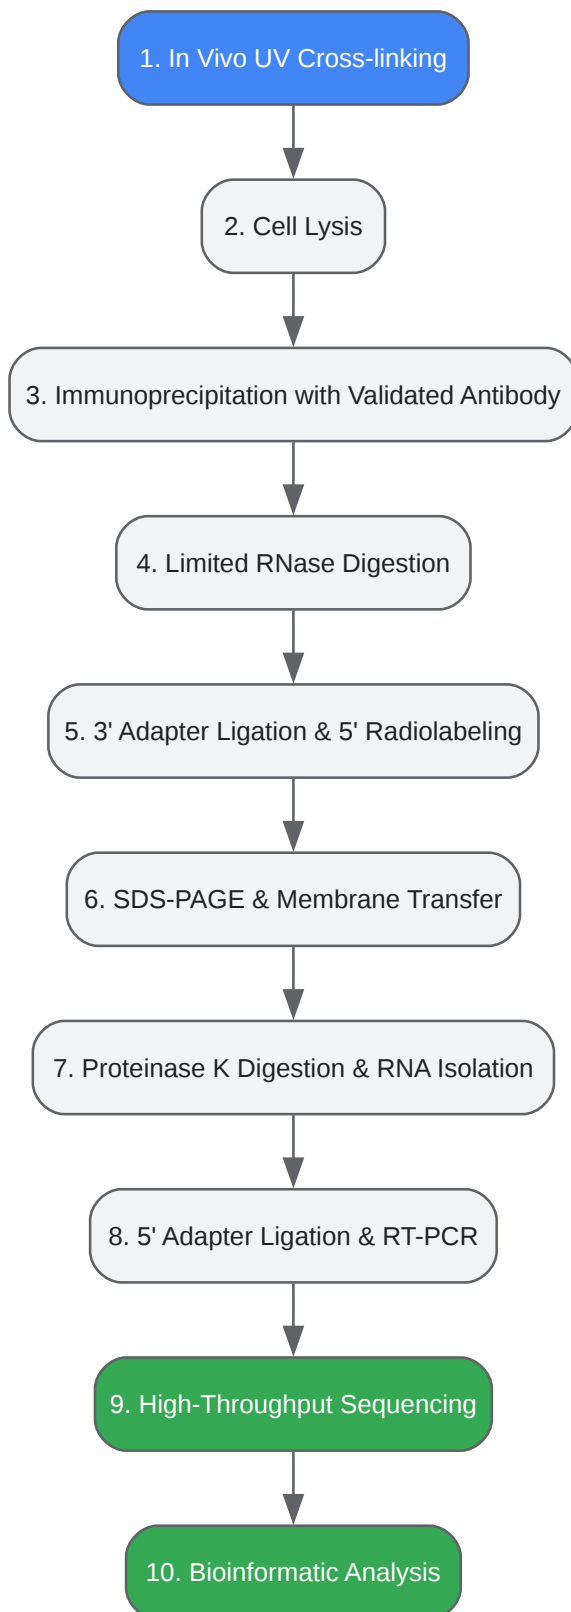 1. In Vivo UV Cross-linking
2. Cell Lysis
3. Immunoprecipitation with Validated Antibody
4. Limited RNase Digestion
5. 3' Adapter Ligation & 5' Radiolabeling
6. SDS-PAGE & Membrane Transfer
7. Proteinase K Digestion & RNA Isolation
8. 5' Adapter Ligation & RT-PCR
9. High-Throughput Sequencing
10. Bioinformatic Analysis